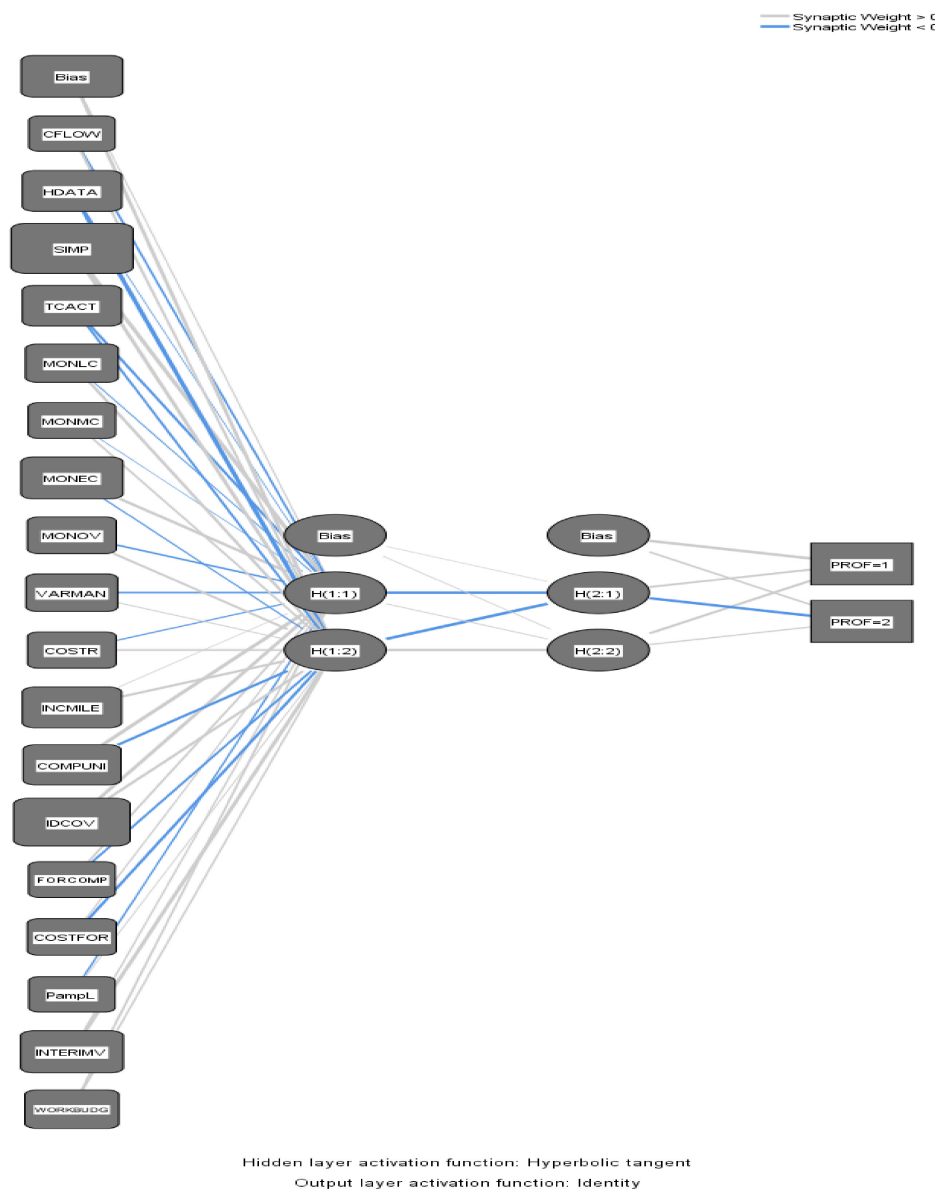 Synaptic Weight > 0
Synaptic Weight < 0
Bias
CFLOW
HDATA
SIMP
TCACT
MONLC
MONMC
MONEC
MONOV
VARMAN
COSTR
INCMILE
COMPUNI
IDCOV
FORCOMP
COSTFOR
PampL
INTERIMV
WORKBUDG
Bias
H(1:1)
H(1:2)
Bias
H(2:1)
H(2:2)
PROF=1
PROF=2
Hidden layer activation function: Hyperbolic tangent
Output layer activation function: Identity